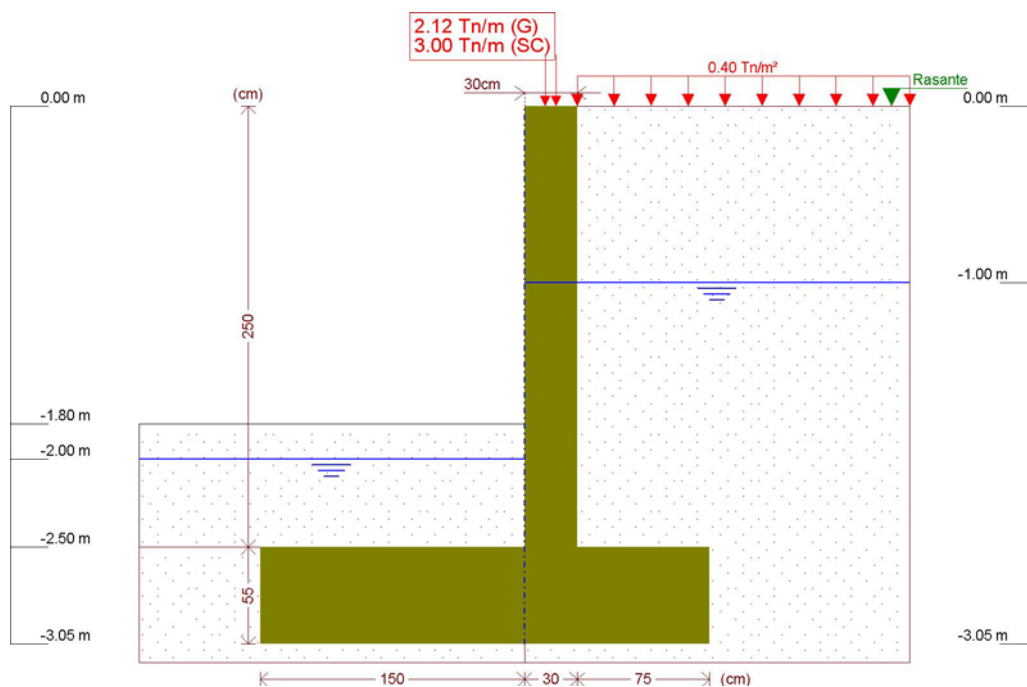 2.12 Tn/m (G)
3.00 Tn/m (SC)
0.40 Tn/m²
Rasante
30cm
0.00 m
(cm)
0.00 m
-1.00 m
250
-1.80 m
-2.00 m
-2.50 m
55
-3.05 m
-3.05 m
150
30
75
(cm)